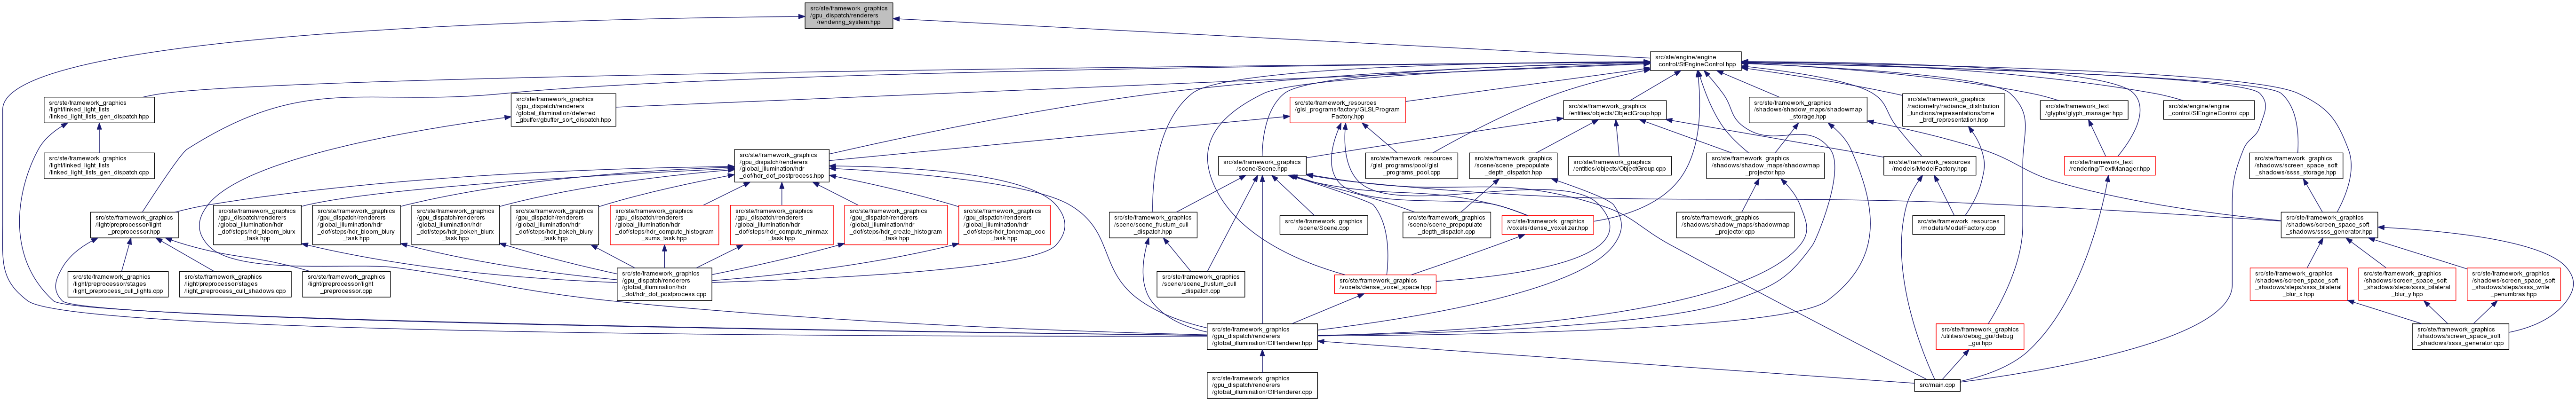 src/ste/framework_graphics
/gpu_dispatch/renderers
/rendering_system.hpp
src/ste/engine/engine
_control/StEngineControl.hpp
src/ste/framework_graphics
/light/linked_light_lists
/linked_light_lists_gen_dispatch.hpp
src/ste/framework_graphics
/gpu_dispatch/renderers
/global_illumination/deferred
_gbuffer/gbuffer_sort_dispatch.hpp
src/ste/framework_resources
/glsl_programs/factory/GLSLProgram
Factory.hpp
src/ste/framework_graphics
/entities/objects/ObjectGroup.hpp
src/ste/framework_graphics
/shadows/shadow_maps/shadowmap
_storage.hpp
src/ste/framework_graphics
/radiometry/radiance_distribution
_functions/representations/bme
_brdf_representation.hpp
src/ste/framework_text
/glyphs/glyph_manager.hpp
src/ste/engine/engine
_control/StEngineControl.cpp
src/ste/framework_graphics
/light/linked_light_lists
/linked_light_lists_gen_dispatch.cpp
src/ste/framework_graphics
/gpu_dispatch/renderers
/global_illumination/hdr
_dof/hdr_dof_postprocess.hpp
src/ste/framework_graphics
/scene/Scene.hpp
src/ste/framework_resources
/glsl_programs/pool/glsl
_programs_pool.cpp
src/ste/framework_graphics
/scene/scene_prepopulate
_depth_dispatch.hpp
src/ste/framework_graphics
/entities/objects/ObjectGroup.cpp
src/ste/framework_graphics
/shadows/shadow_maps/shadowmap
_projector.hpp
src/ste/framework_resources
/models/ModelFactory.hpp
src/ste/framework_text
/rendering/TextManager.hpp
src/ste/framework_graphics
/shadows/screen_space_soft
_shadows/ssss_storage.hpp
src/ste/framework_graphics
/light/preprocessor/light
_preprocessor.hpp
src/ste/framework_graphics
/gpu_dispatch/renderers
/global_illumination/hdr
_dof/steps/hdr_bloom_blurx
_task.hpp
src/ste/framework_graphics
/gpu_dispatch/renderers
/global_illumination/hdr
_dof/steps/hdr_bloom_blury
_task.hpp
src/ste/framework_graphics
/gpu_dispatch/renderers
/global_illumination/hdr
_dof/steps/hdr_bokeh_blurx
_task.hpp
src/ste/framework_graphics
/gpu_dispatch/renderers
/global_illumination/hdr
_dof/steps/hdr_bokeh_blury
_task.hpp
src/ste/framework_graphics
/gpu_dispatch/renderers
/global_illumination/hdr
_dof/steps/hdr_compute_histogram
_sums_task.hpp
src/ste/framework_graphics
/gpu_dispatch/renderers
/global_illumination/hdr
_dof/steps/hdr_compute_minmax
_task.hpp
src/ste/framework_graphics
/gpu_dispatch/renderers
/global_illumination/hdr
_dof/steps/hdr_create_histogram
_task.hpp
src/ste/framework_graphics
/gpu_dispatch/renderers
/global_illumination/hdr
_dof/steps/hdr_tonemap_coc
_task.hpp
src/ste/framework_graphics
/scene/scene_frustum_cull
_dispatch.hpp
src/ste/framework_graphics
/scene/Scene.cpp
src/ste/framework_graphics
/scene/scene_prepopulate
_depth_dispatch.cpp
src/ste/framework_graphics
/voxels/dense_voxelizer.hpp
src/ste/framework_graphics
/shadows/shadow_maps/shadowmap
_projector.cpp
src/ste/framework_resources
/models/ModelFactory.cpp
src/ste/framework_graphics
/shadows/screen_space_soft
_shadows/ssss_generator.hpp
src/ste/framework_graphics
/light/preprocessor/stages
/light_preprocess_cull_lights.cpp
src/ste/framework_graphics
/light/preprocessor/stages
/light_preprocess_cull_shadows.cpp
src/ste/framework_graphics
/light/preprocessor/light
_preprocessor.cpp
src/ste/framework_graphics
/gpu_dispatch/renderers
/global_illumination/hdr
_dof/hdr_dof_postprocess.cpp
src/ste/framework_graphics
/scene/scene_frustum_cull
_dispatch.cpp
src/ste/framework_graphics
/voxels/dense_voxel_space.hpp
src/ste/framework_graphics
/shadows/screen_space_soft
_shadows/steps/ssss_bilateral
_blur_x.hpp
src/ste/framework_graphics
/shadows/screen_space_soft
_shadows/steps/ssss_bilateral
_blur_y.hpp
src/ste/framework_graphics
/shadows/screen_space_soft
_shadows/steps/ssss_write
_penumbras.hpp
src/ste/framework_graphics
/gpu_dispatch/renderers
/global_illumination/GIRenderer.hpp
src/ste/framework_graphics
/utilities/debug_gui/debug
_gui.hpp
src/ste/framework_graphics
/shadows/screen_space_soft
_shadows/ssss_generator.cpp
src/ste/framework_graphics
/gpu_dispatch/renderers
/global_illumination/GIRenderer.cpp
src/main.cpp